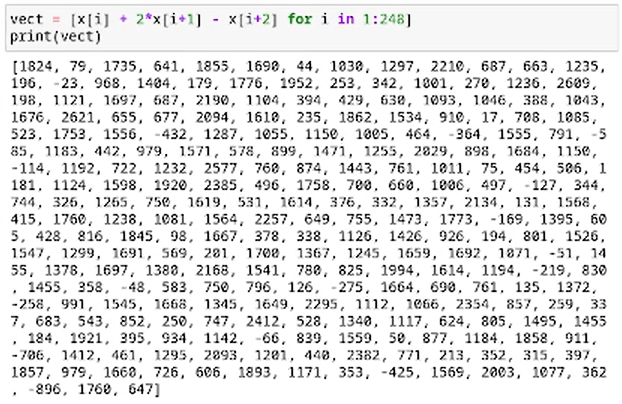 vect = [x[i] + 2*x[i+1] - x[i+2] for i in 1:248]
print(vect)
[1824, 79, 1735, 641, 1855, 1690, 44, 1030, 1297, 2210, 687, 663, 1235,
196, -23, 968, 1404, 179, 1776, 1952, 253, 342, 1001, 270, 1236, 2609,
198, 1121, 1697, 687, 2190, 1104, 394, 429, 630, 1093, 1046, 388, 1043,
1676, 2621, 655, 677, 2094, 1610, 235, 1862, 1534, 910, 17, 708, 1085,
523, 1753, 1556, -432, 1287, 1055, 1150, 1005, 464, -364, 1555, 791, -5
85, 1183, 442, 979, 1571, 578, 899, 1471, 1255, 2029, 898, 1684, 1150,
-114, 1192, 722, 1232, 2577, 760, 874, 1443, 761, 1011, 75, 454, 506, 1
181, 1124, 1598, 1920, 2385, 496, 1758, 700, 660, 1006, 497, -127, 344,
744, 326, 1265, 750, 1619, 531, 1614, 376, 332, 1357, 2134, 131, 1568,
415, 1760, 1238, 1081, 1564, 2257, 649, 755, 1473, 1773, -169, 1395, 60
5, 428, 816, 1845, 98, 1667, 378, 338, 1126, 1426, 926, 194, 801, 1526,
1547, 1299, 1691, 569, 201, 1700, 1367, 1245, 1659, 1692, 1071, -51, 14
55, 1378, 1697, 1380, 2168, 1541, 780, 825, 1994, 1614, 1194, -219, 830
, 1455, 358, -48, 583, 750, 796, 126, -275, 1664, 690, 761, 135, 1372,
-258, 991, 1545, 1668, 1345, 1649, 2295, 1112, 1066, 2354, 857, 259, 33
7, 683, 543, 852, 250, 747, 2412, 528, 1340, 1117, 624, 805, 1495, 1455
, 184, 1921, 395, 934, 1142, -66, 839, 1559, 50, 877, 1184, 1858, 911,
-706, 1412, 461, 1295, 2093, 1201, 440, 2382, 771, 213, 352, 315, 397,
1857, 979, 1660, 726, 606, 1893, 1171, 353, -425, 1569, 2003, 1077, 362
, -896, 1760, 647]